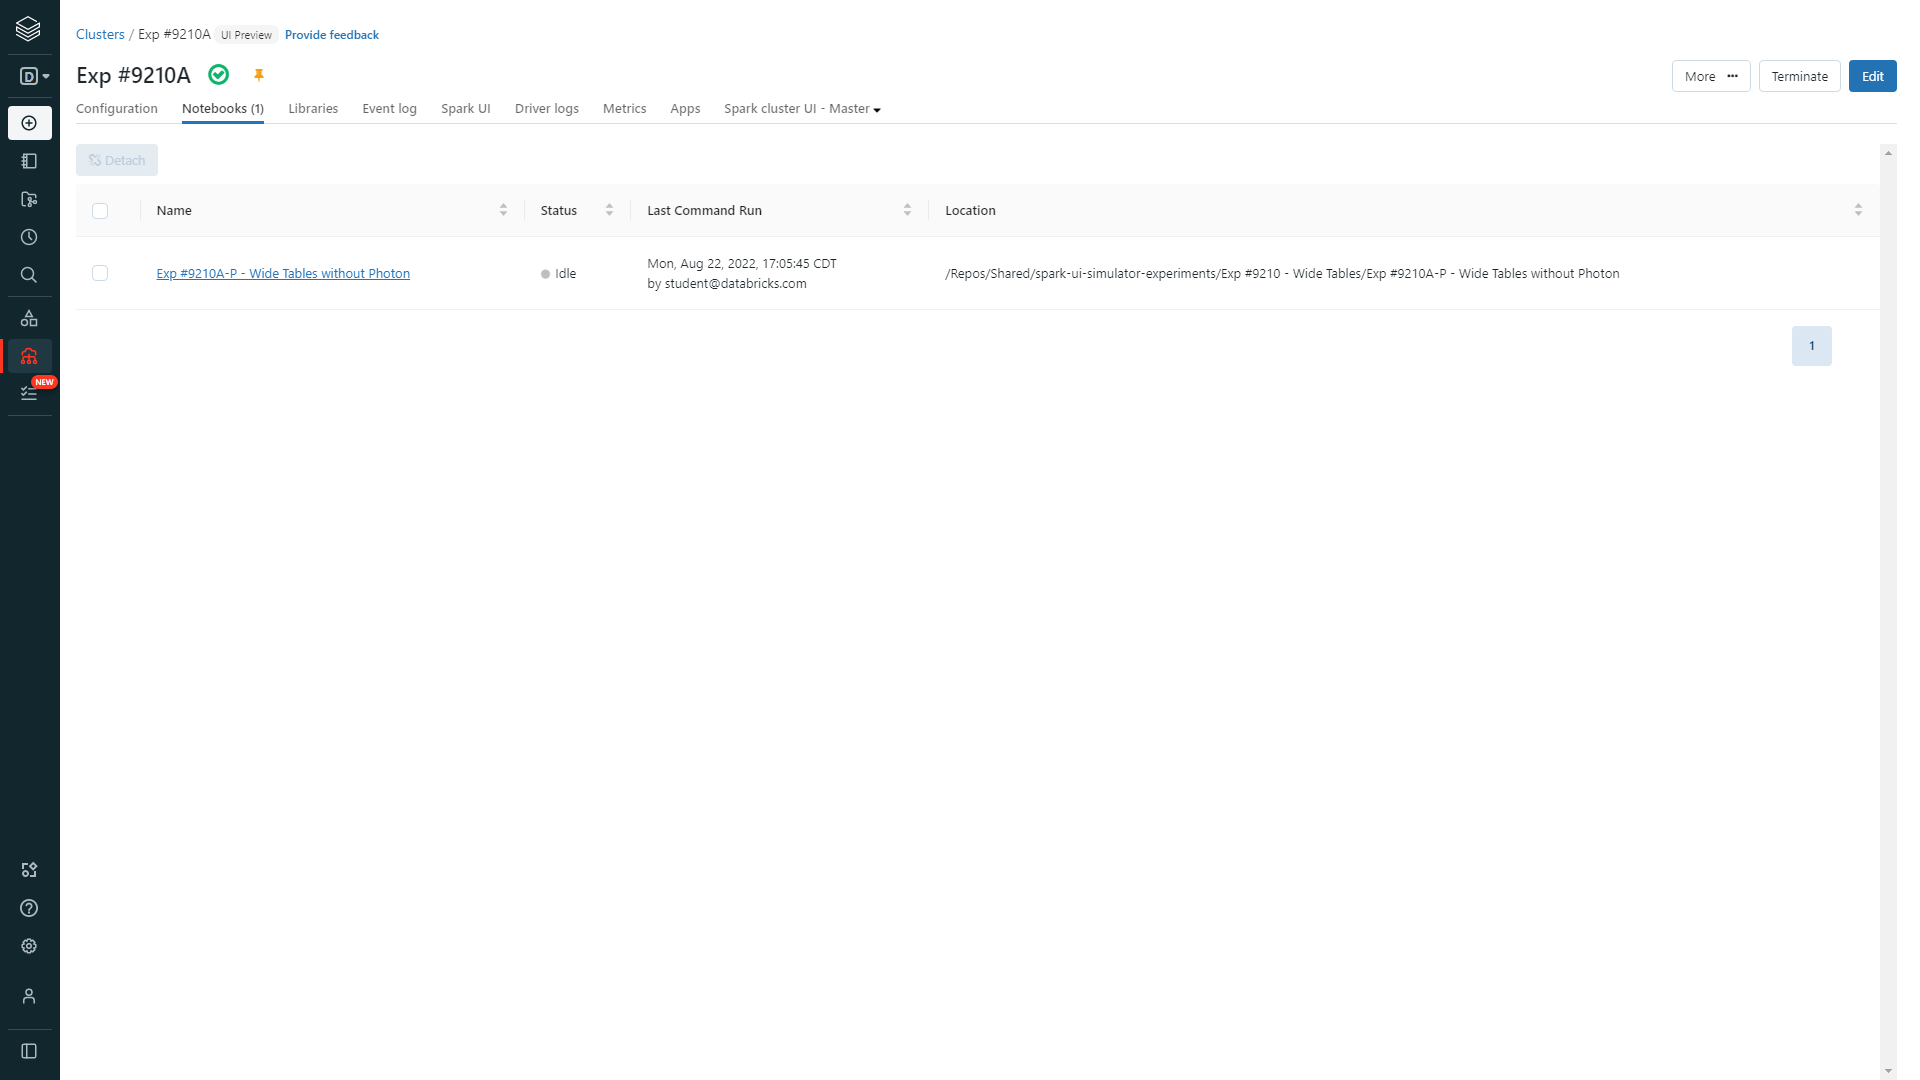 Clusters / Exp #9210A UI Preview Provide feedback
Exp #9210A
More ••• Terminate Edit
D
Configuration Notebooks (1) Libraries Event log Spark UI Driver logs Metrics Apps Spark cluster UI - Master
Detach
Name Status Last Command Run Location
Exp #9210A-P - Wide Tables without Photon Idle Mon, Aug 22, 2022, 17:05:45 CDT
by student@databricks.com /Repos/Shared/spark-ui-simulator-experiments/Exp #9210 - Wide Tables/Exp #9210A-P - Wide Tables without Photon
1
NEW